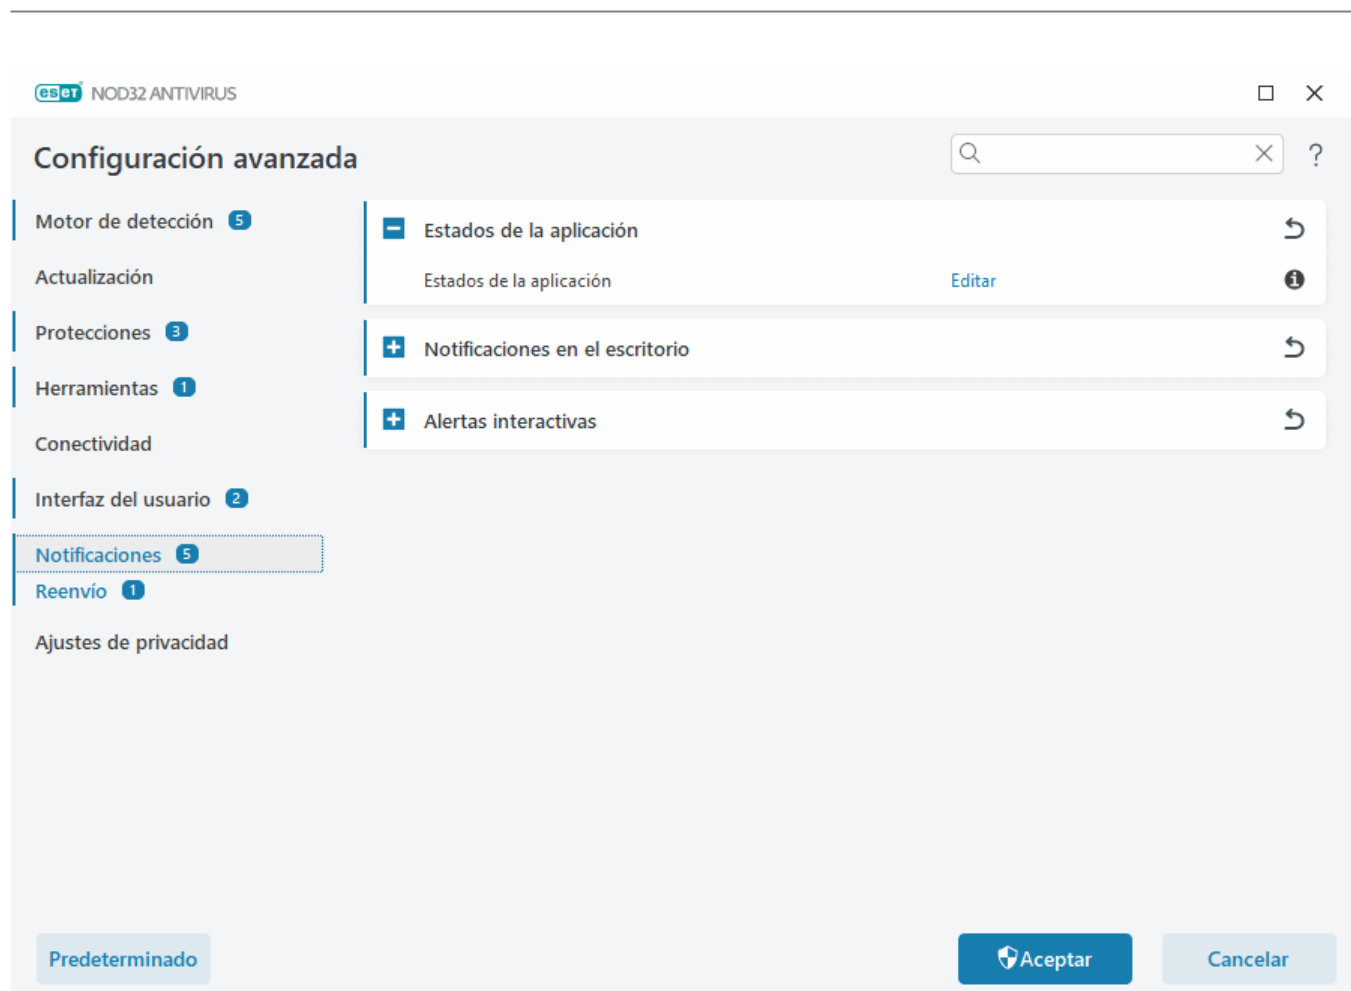 eset NOD32 ANTIVIRUS
Configuración avanzada
?
Motor de detección 5
Actualización
Protecciones 3
Herramientas 1
Conectividad
Interfaz del usuario 2
Notificaciones 5
Reenvío 1
Ajustes de privacidad
Estados de la aplicación
Estados de la aplicación Editar
Notificaciones en el escritorio
Alertas interactivas
Predeterminado
Aceptar
Cancelar